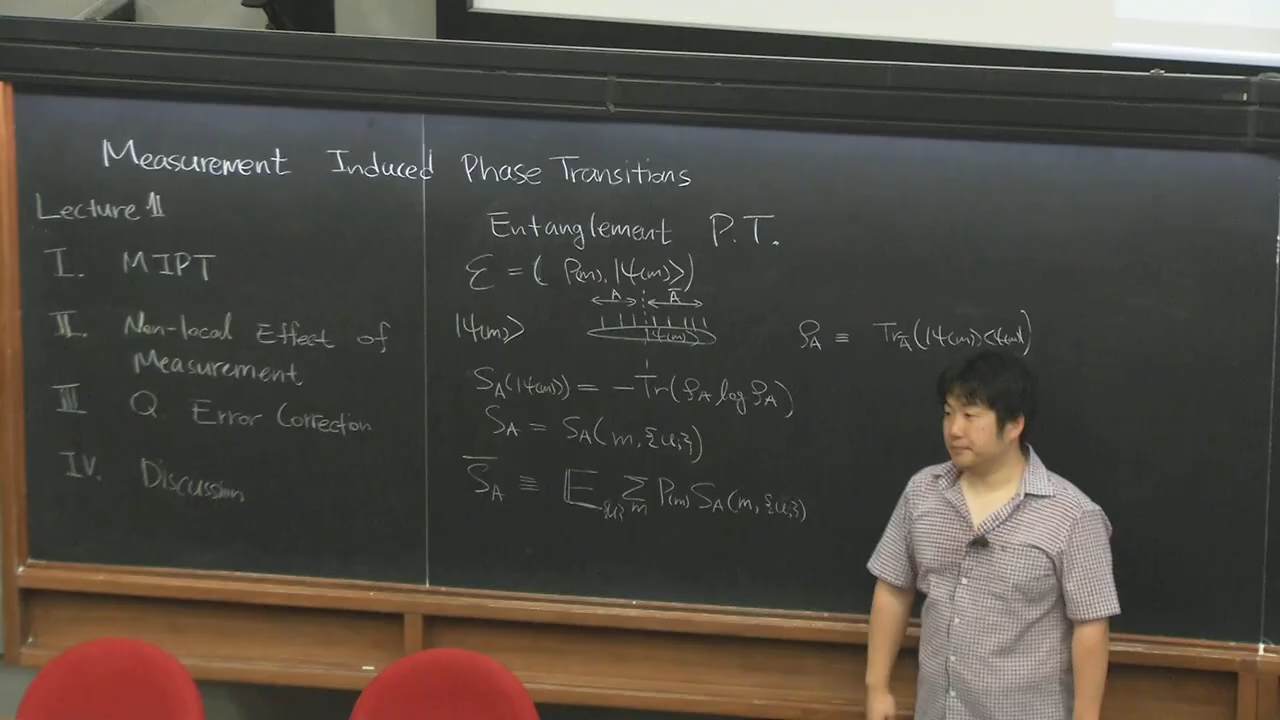 Measurement Induced Phase Transitions
Lecture 1
I. MIPT
II. Non-local Effect of
Measurement
III Q. Error Correction
IV. Discussion
Entanglement P.T.
ℰ = ( P(m), |ψ(m)⟩)
A Ā
|ψ(m)⟩ |ψ(m)⟩ ρ_A ≡ Tr_Ā(|ψ(m)⟩⟨ψ(m)|)
S_A(|ψ(m)⟩) = −Tr(ρ_A log ρ_A)
S_A = S_A(m, {u_i})
S̄_A ≡ 𝔼_{u_i} Σ_m P(m) S_A(m, {u_i})